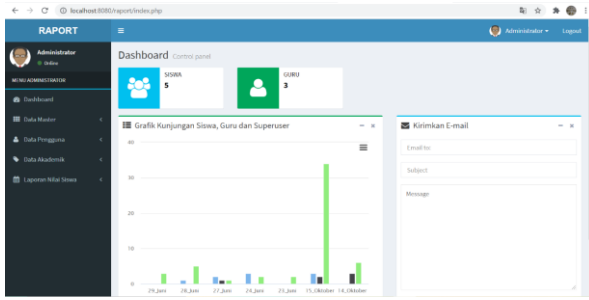 localhost:8080/raport/index.php
RAPORT
Administrator
Logout
Administrator
Online
MENU ADMINISTRATOR
Dashboard
Data Master
Data Pengguna
Data Akademik
Laporan Nilai Siswa
Dashboard Control panel
SISWA
5
GURU
3
Grafik Kunjungan Siswa, Guru dan Superuser
40
30
20
10
0
29_Juni 28_Juni 27_Juni 24_Juni 23_Juni 15_Oktober 14_Oktober
Kirimkan E-mail
Email to:
Subject
Message